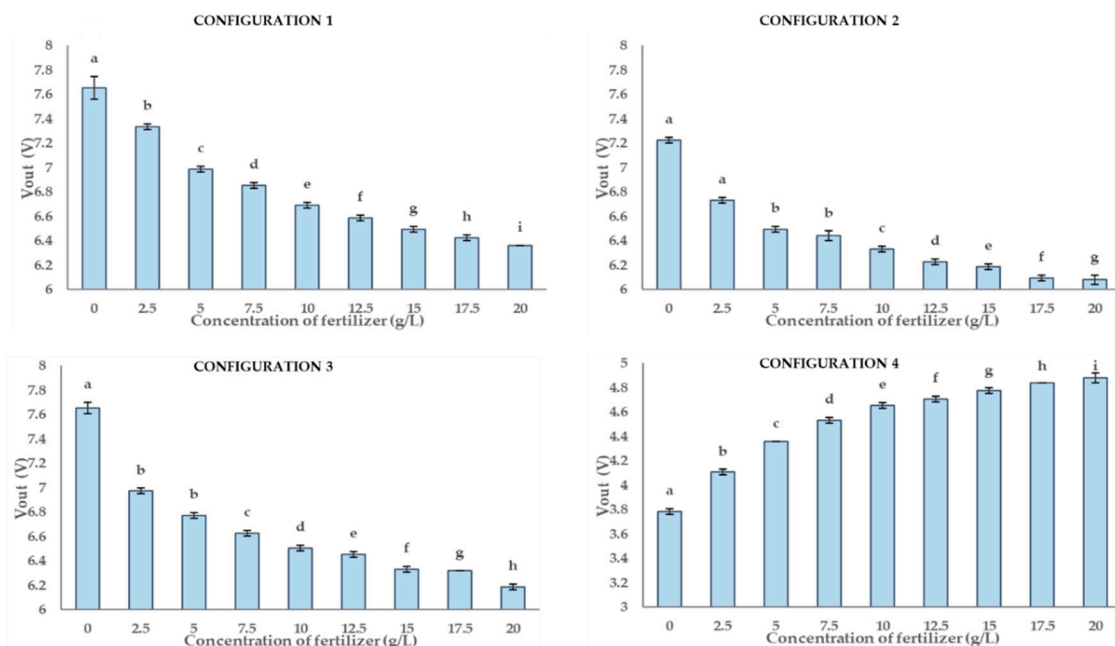 CONFIGURATION 1
Vout (V)
8
7.8
7.6
7.4
7.2
7
6.8
6.6
6.4
6.2
6
a
b
c
d
e
f
g
h
i
0 2.5 5 7.5 10 12.5 15 17.5 20
Concentration of fertilizer (g/L)
CONFIGURATION 2
Vout (V)
8
7.8
7.6
7.4
7.2
7
6.8
6.6
6.4
6.2
6
a
a
b
b
c
d
e
f
g
0 2.5 5 7.5 10 12.5 15 17.5 20
Concentration of fertilizer (g/L)
CONFIGURATION 3
Vout (V)
8
7.8
7.6
7.4
7.2
7
6.8
6.6
6.4
6.2
6
a
b
b
c
d
e
f
g
h
0 2.5 5 7.5 10 12.5 15 17.5 20
Concentration of fertilizer (g/L)
CONFIGURATION 4
Vout (V)
5
4.8
4.6
4.4
4.2
4
3.8
3.6
3.4
3.2
3
a
b
c
d
e
f
g
h
i
0 2.5 5 7.5 10 12.5 15 17.5 20
Concentration of fertilizer (g/L)